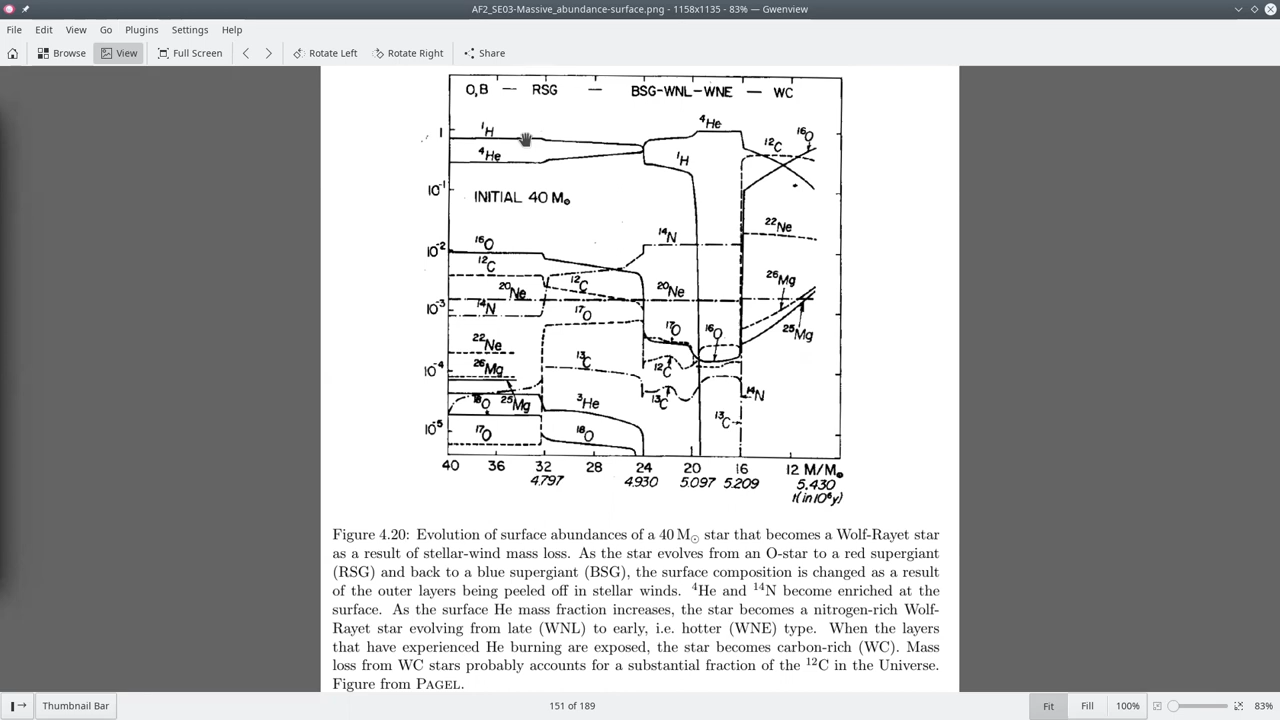 AF2_SE03-Massive_abundance-surface.png - 1158x1135 - 83% — Gwenview
File Edit View Go Plugins Settings Help
Browse View Full Screen Rotate Left Rotate Right Share
O,B — RSG — BSG-WNL-WNE — WC
⁴He
¹⁶O
1
¹H
¹²C
⁴He
¹H
10⁻¹
INITIAL 40 M☉
²²Ne
¹⁴N
¹⁶O
10⁻²
¹²C
²⁶Mg
²⁰Ne
¹²C
²⁰Ne
10⁻³
¹⁴N
¹⁷O
¹⁷O
¹⁶O
²⁵Mg
²²Ne
¹³C
¹²C
10⁻⁴
²⁶Mg
¹⁴N
¹⁸O
²⁵Mg
³He
¹³C
¹³C
10⁻⁵
¹⁷O
¹⁸O
40 36 32 28 24 20 16 12 M/M☉
4.797 4.930 5.097 5.209 5.430
t(in10⁶y)
Figure 4.20: Evolution of surface abundances of a 40 M☉ star that becomes a Wolf-Rayet star
as a result of stellar-wind mass loss. As the star evolves from an O-star to a red supergiant
(RSG) and back to a blue supergiant (BSG), the surface composition is changed as a result
of the outer layers being peeled off in stellar winds. ⁴He and ¹⁴N become enriched at the
surface. As the surface He mass fraction increases, the star becomes a nitrogen-rich Wolf-
Rayet star evolving from late (WNL) to early, i.e. hotter (WNE) type. When the layers
that have experienced He burning are exposed, the star becomes carbon-rich (WC). Mass
loss from WC stars probably accounts for a substantial fraction of the ¹²C in the Universe.
Figure from PAGEL.
Thumbnail Bar 151 of 189 Fit Fill 100% 83%